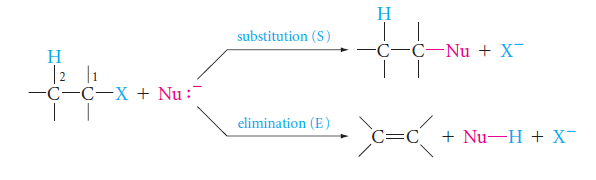 H
substitution (S)
—C—C—Nu + X⁻
H
2 1
—C—C—X + Nu:⁻
elimination (E)
C=C + Nu—H + X⁻